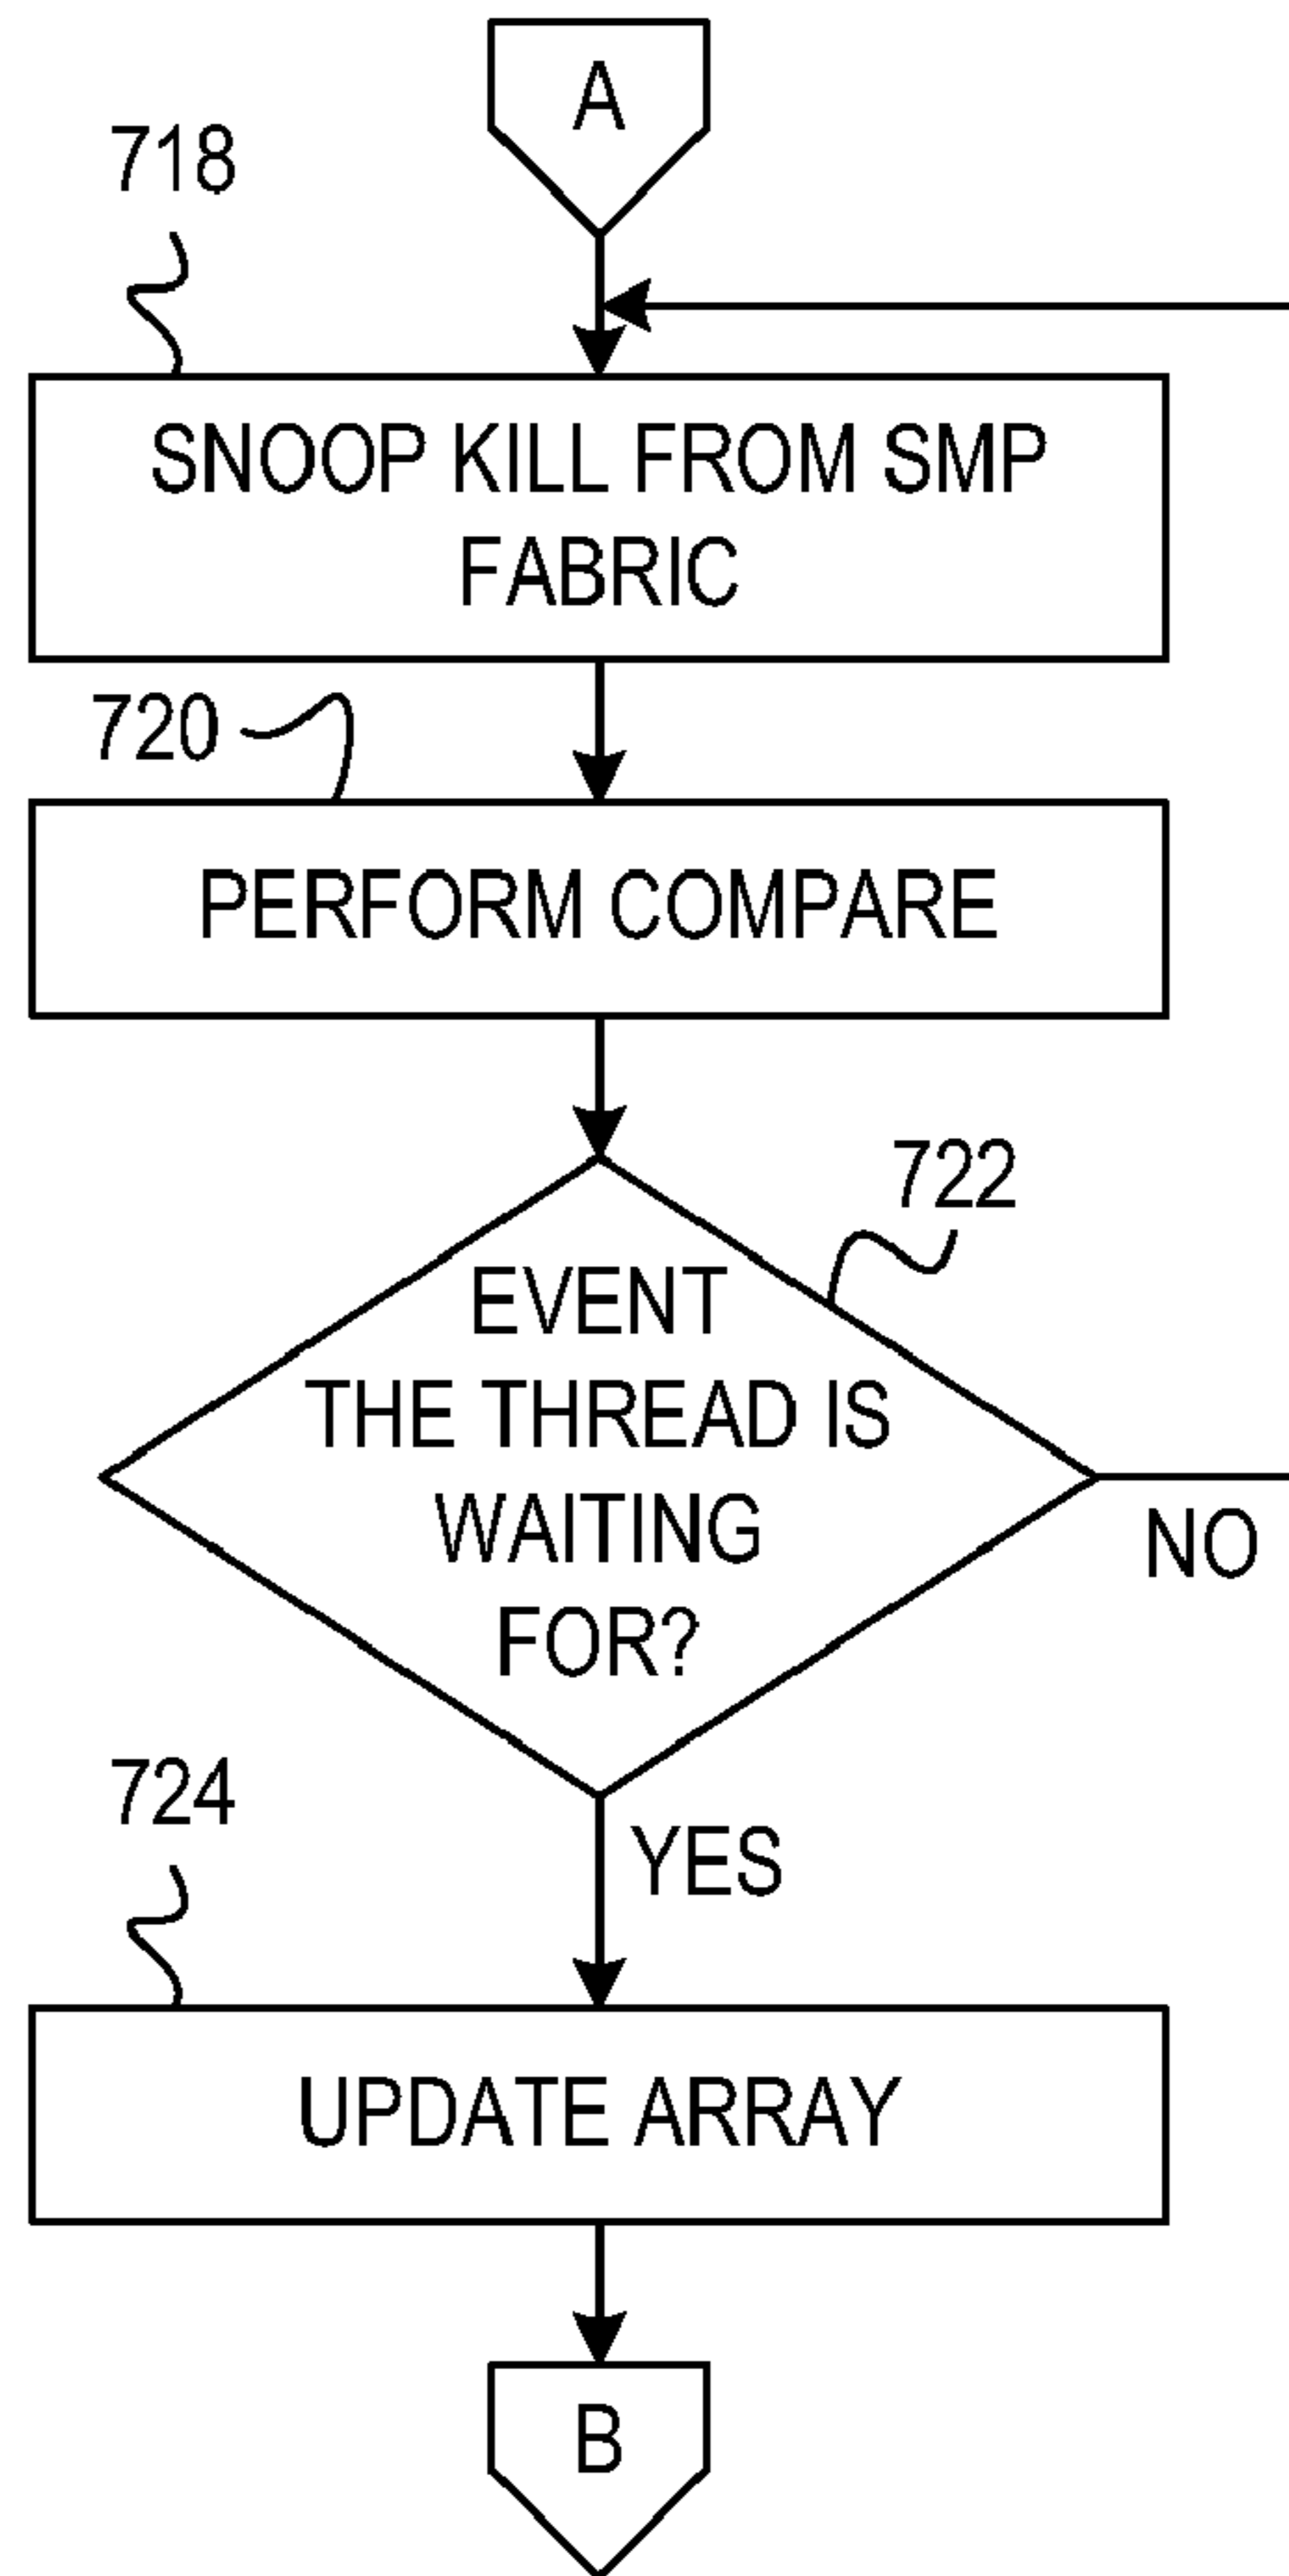 A
718
SNOOP KILL FROM SMP
FABRIC
720
PERFORM COMPARE
722
EVENT
THE THREAD IS
WAITING
FOR?
NO
724
YES
UPDATE ARRAY
B